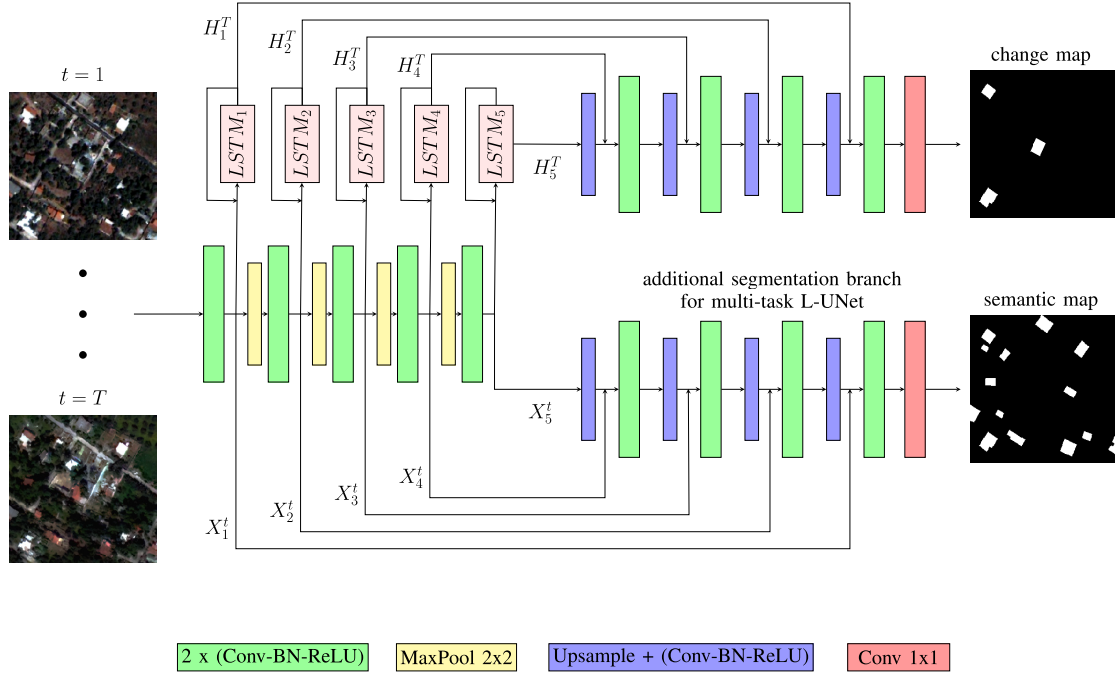 t = 1
t = T
H_1^T
H_2^T
H_3^T
H_4^T
LSTM_1
LSTM_2
LSTM_3
LSTM_4
LSTM_5
H_5^T
change map
additional segmentation branch
for multi-task L-UNet
semantic map
X_5^t
X_4^t
X_3^t
X_2^t
X_1^t
2 x (Conv-BN-ReLU)
MaxPool 2x2
Upsample + (Conv-BN-ReLU)
Conv 1x1